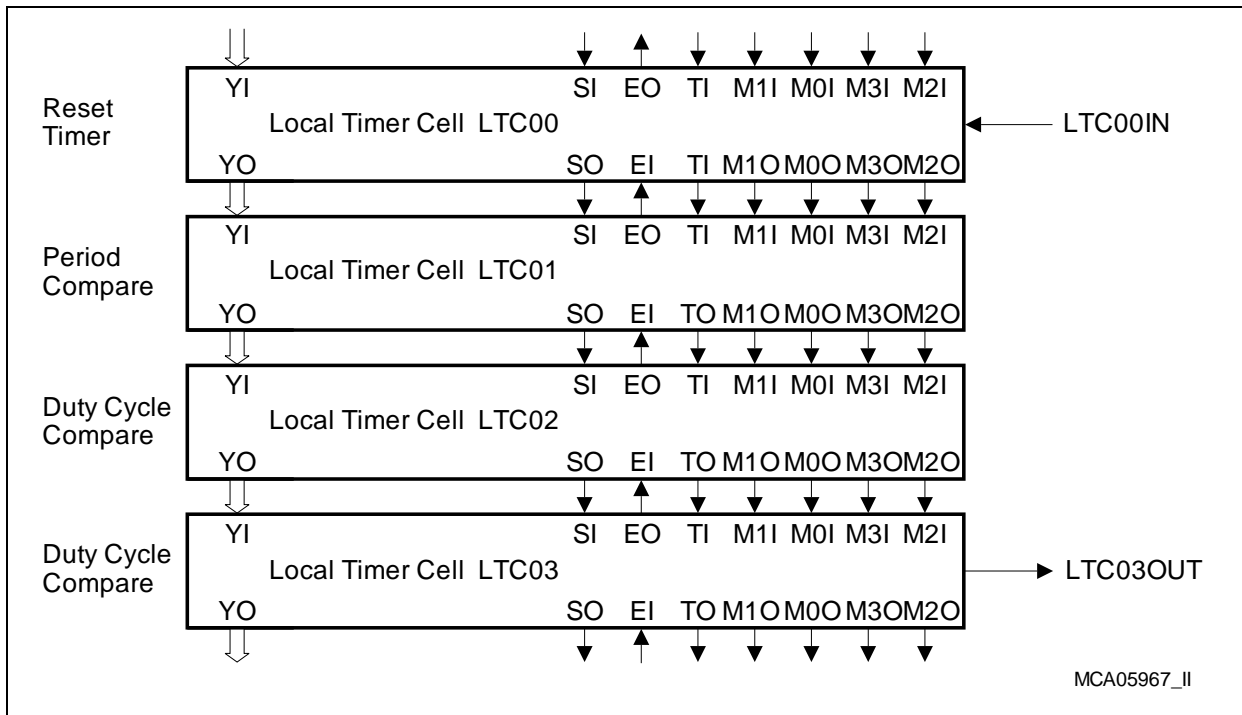 YI SI EO TI M1I M0I M3I M2I
Reset
Timer
Local Timer Cell LTC00
LTC00IN
YO SO EI TI M1O M0O M3O M2O
YI SI EO TI M1I M0I M3I M2I
Period
Compare
Local Timer Cell LTC01
YO SO EI TO M1O M0O M3O M2O
YI SI EO TI M1I M0I M3I M2I
Duty Cycle
Compare
Local Timer Cell LTC02
YO SO EI TO M1O M0O M3O M2O
YI SI EO TI M1I M0I M3I M2I
Duty Cycle
Compare
Local Timer Cell LTC03
LTC03OUT
YO SO EI TO M1O M0O M3O M2O
MCA05967_II